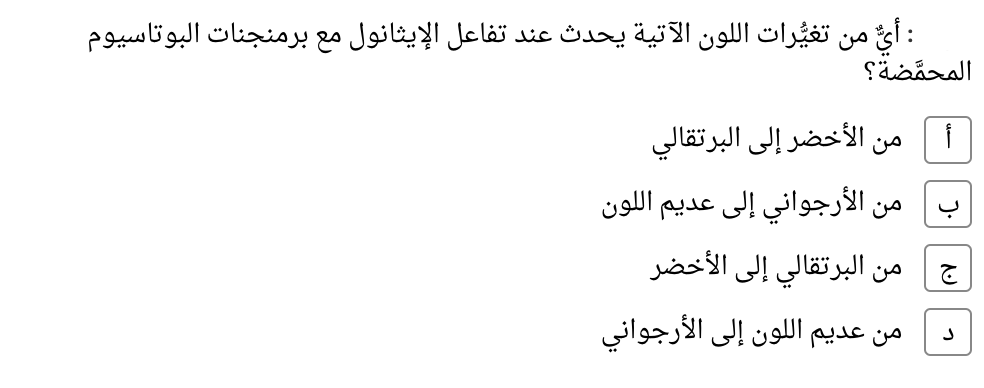 : أيٌّ من تغيُّرات اللون الآتية يحدث عند تفاعل الإيثانول مع برمنجنات البوتاسيوم
المحمَّضة؟
أ من الأخضر إلى البرتقالي
ب من الأرجواني إلى عديم اللون
ج من البرتقالي إلى الأخضر
د من عديم اللون إلى الأرجواني